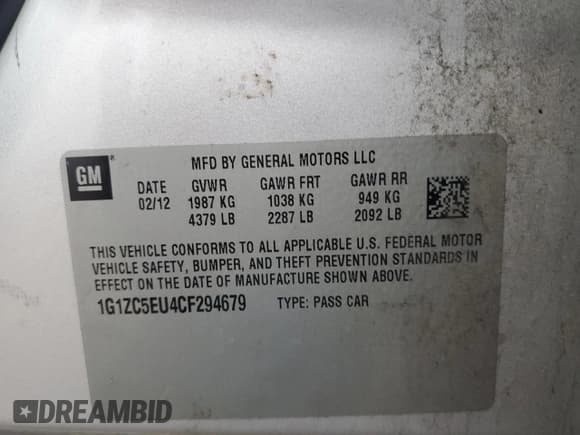 GM
MFD BY GENERAL MOTORS LLC
DATE GVWR GAWR FRT GAWR RR
02/12 1987 KG 1038 KG 949 KG
4379 LB 2287 LB 2092 LB
THIS VEHICLE CONFORMS TO ALL APPLICABLE U.S. FEDERAL MOTOR
VEHICLE SAFETY, BUMPER, AND THEFT PREVENTION STANDARDS IN
EFFECT ON THE DATE OF MANUFACTURE SHOWN ABOVE.
1G1ZC5EU4CF294679 TYPE: PASS CAR
DREAMBID